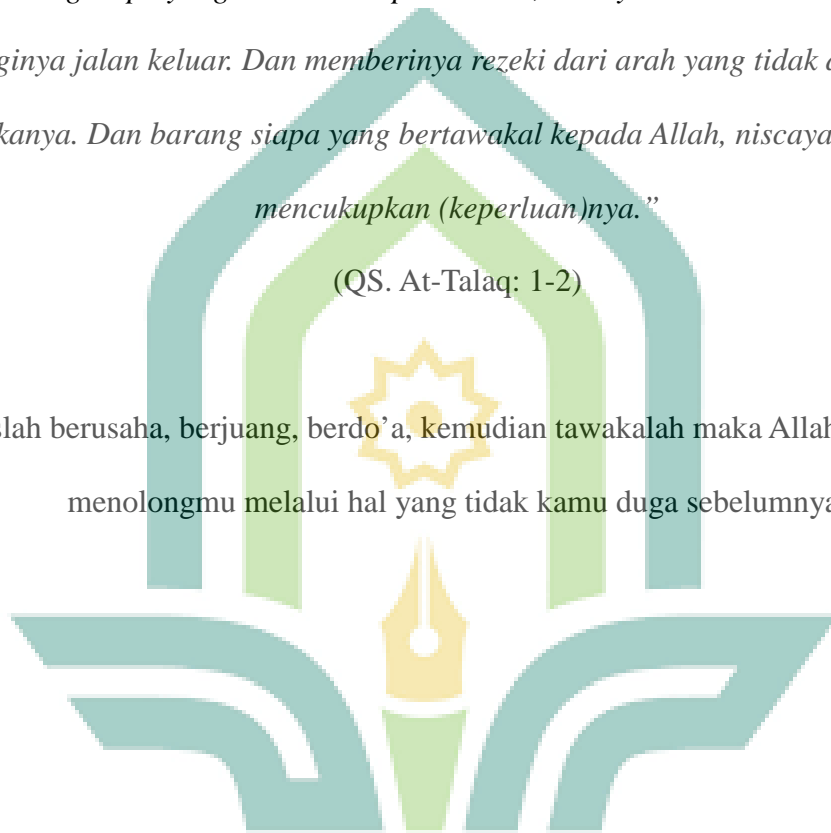 ginya jalan keluar. Dan memberinya rezeki dari arah yang tidak
kanya. Dan barang siapa yang bertawakal kepada Allah, niscaya
mencukupkan (keperluan)nya.”
(QS. At-Talaq: 1-2)
slah berusaha, berjuang, berdo’a, kemudian tawakalah maka Allah
menolongmu melalui hal yang tidak kamu duga sebelumnya